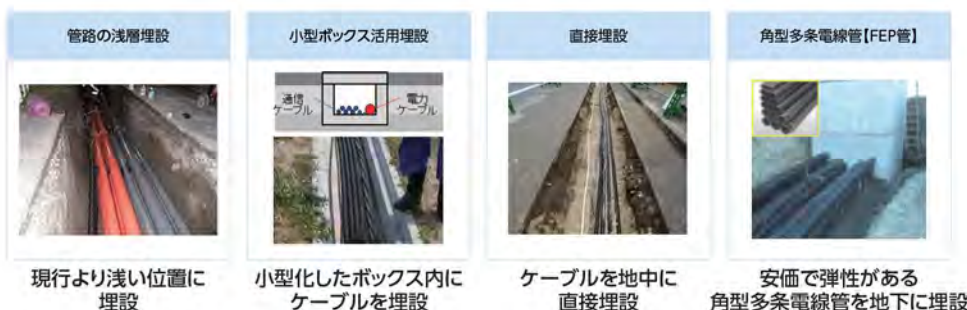 管路の浅層埋設
小型ボックス活用埋設
直接埋設
角型多条電線管【FEP管】
通信
ケーブル
電力
ケーブル
現行より浅い位置に
埋設
小型化したボックス内に
ケーブルを埋設
ケーブルを地中に
直接埋設
安価で弾性がある
角型多条電線管を地下に埋設